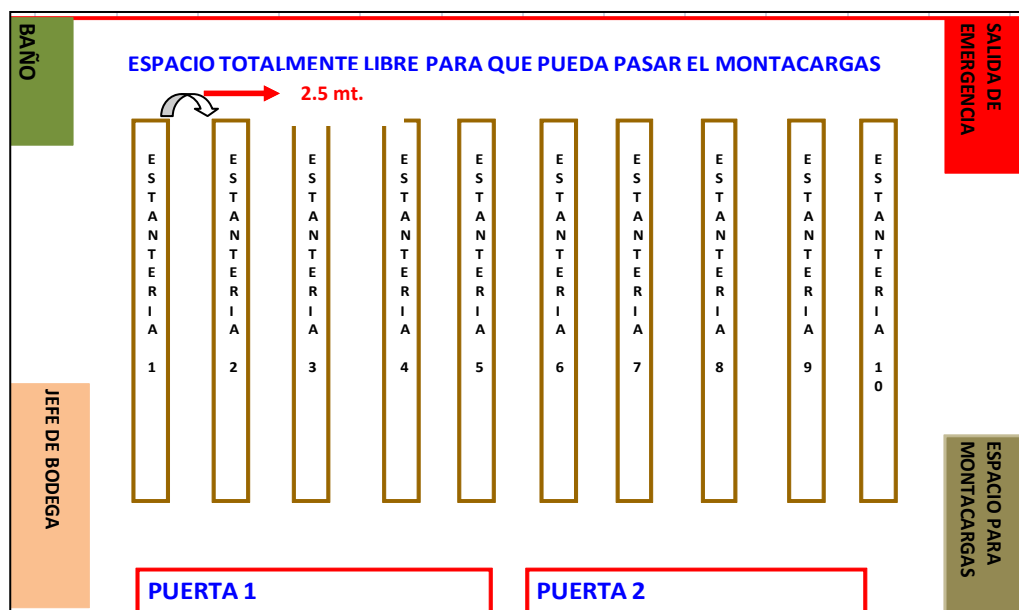 BAÑO
SALIDA DE
EMERGENCIA
ESPACIO TOTALMENTE LIBRE PARA QUE PUEDA PASAR EL MONTACARGAS
2.5 mt.
ESTANTERIA 1
ESTANTERIA 2
ESTANTERIA 3
ESTANTERIA 4
ESTANTERIA 5
ESTANTERIA 6
ESTANTERIA 7
ESTANTERIA 8
ESTANTERIA 9
ESTANTERIA 10
JEFE DE BODEGA
ESPACIO PARA
MONTACARGAS
PUERTA 1
PUERTA 2